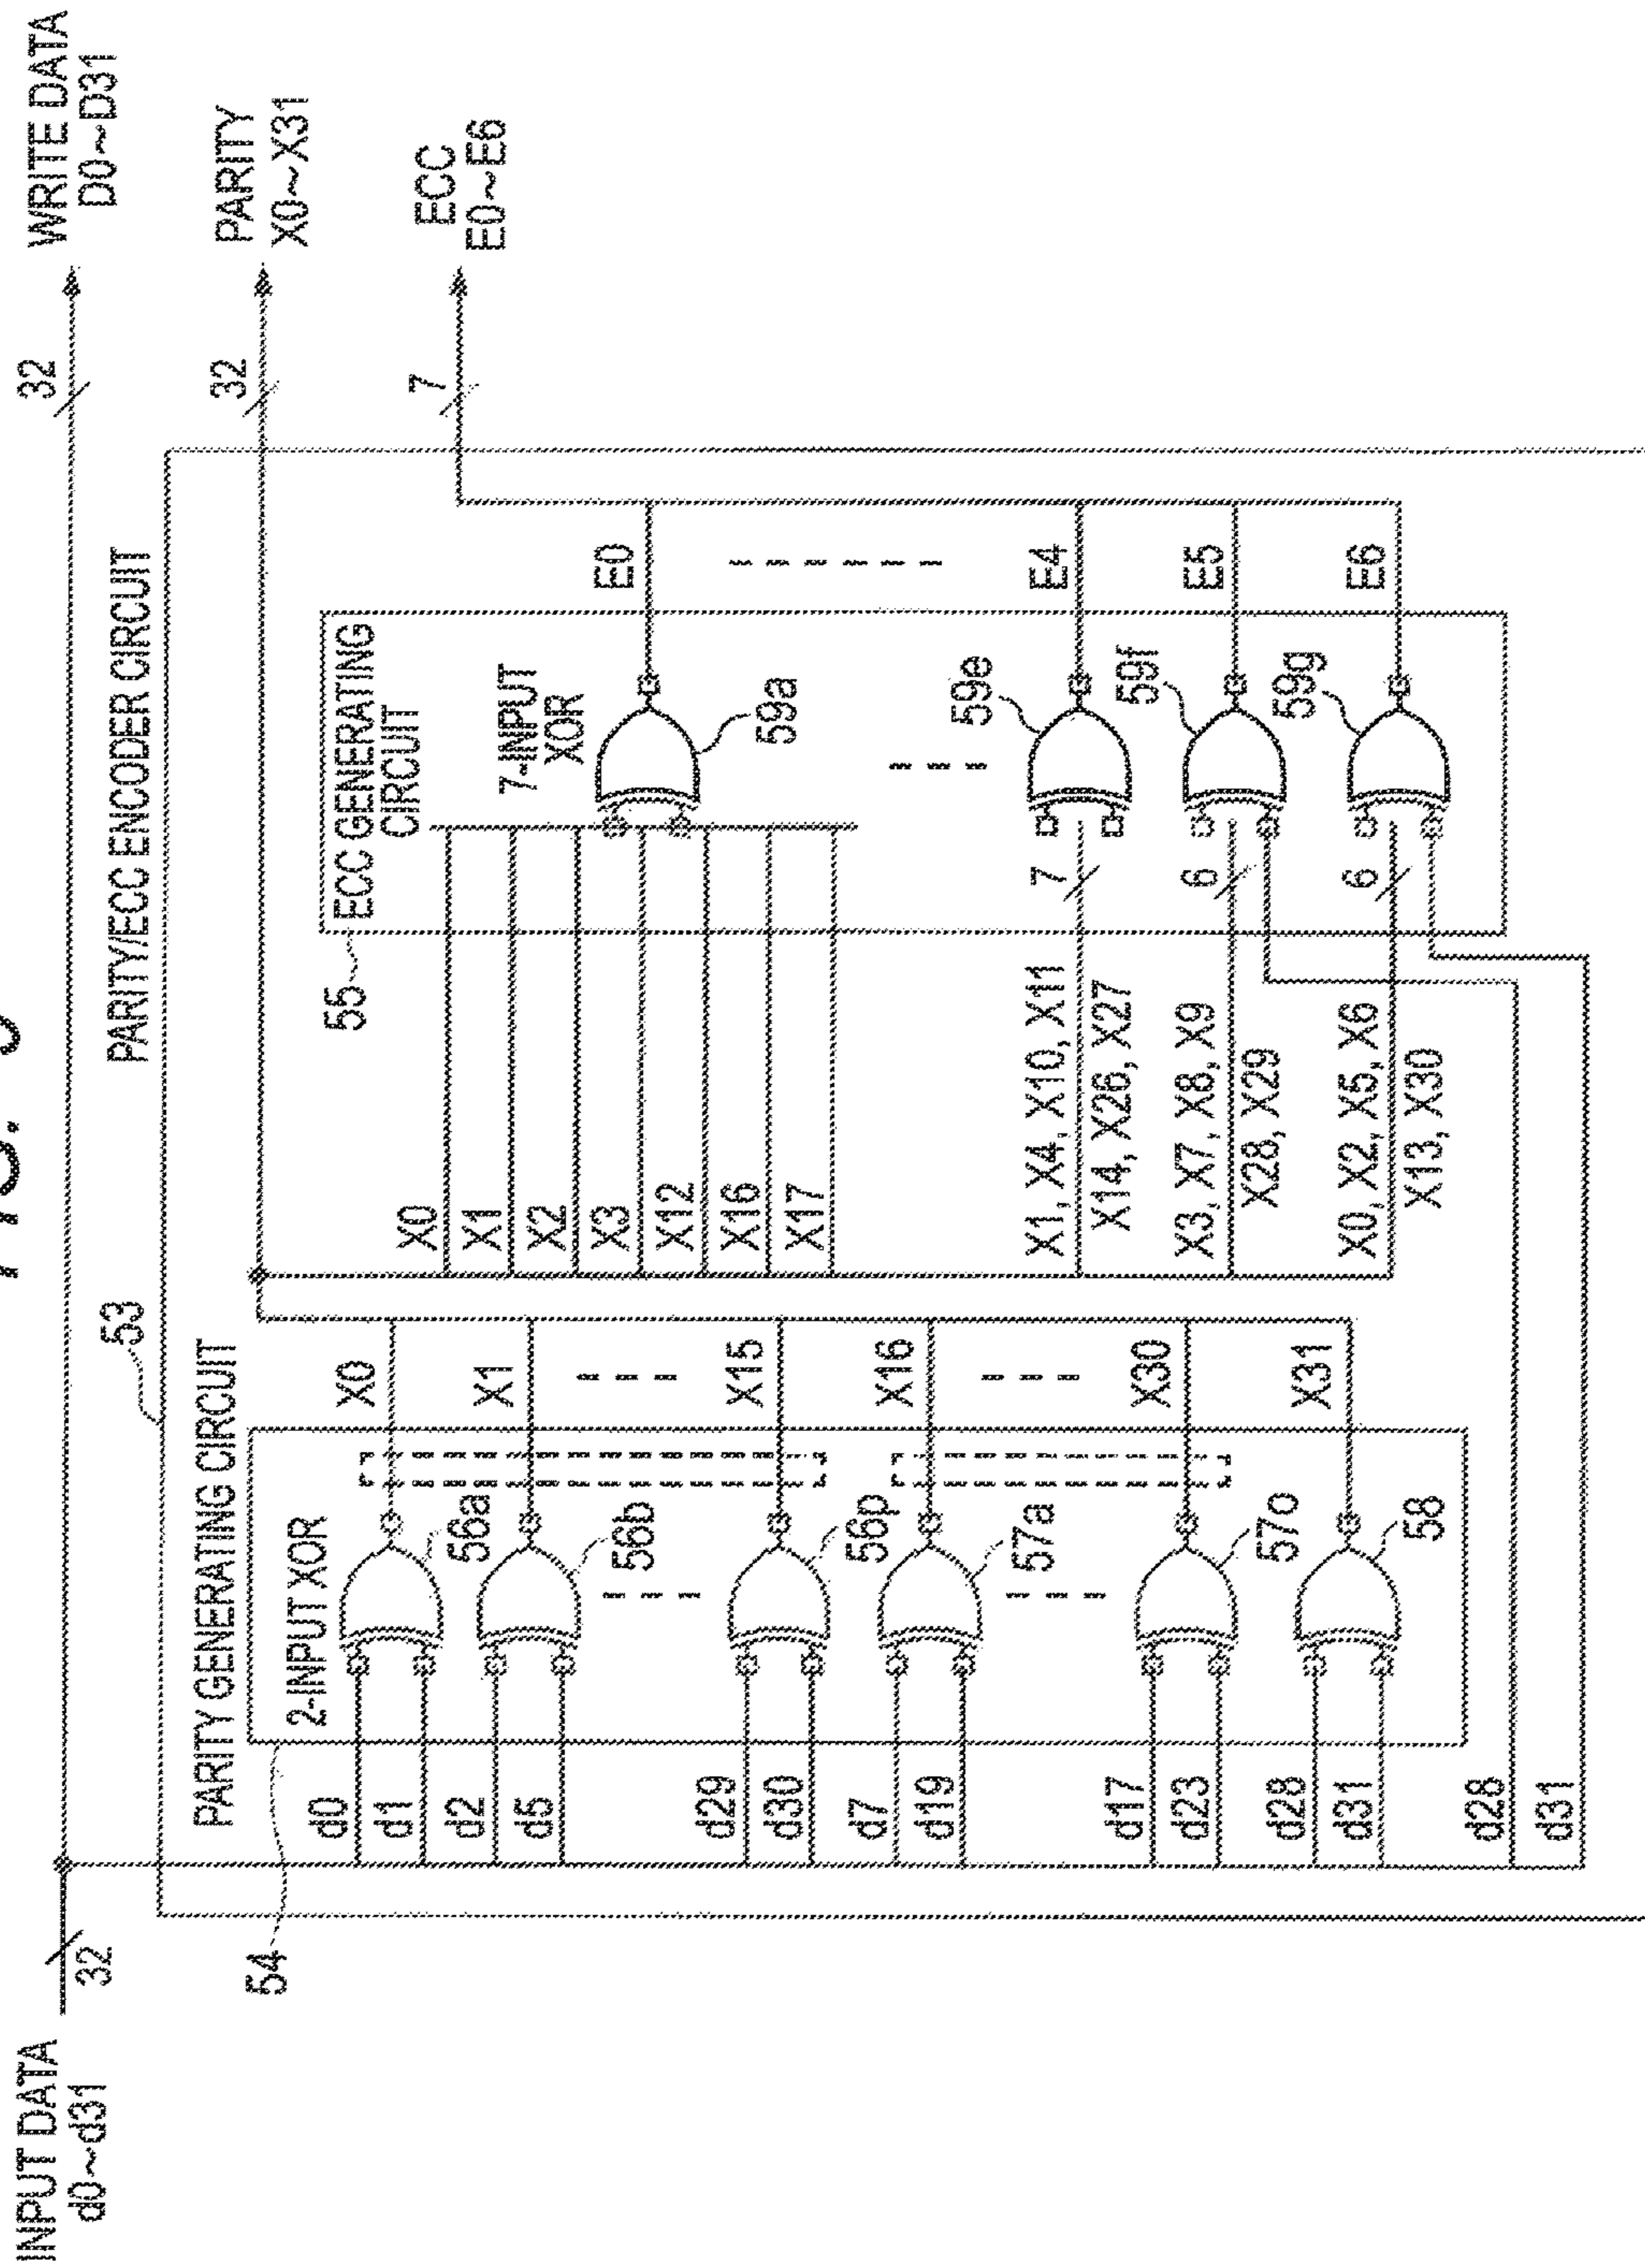 INPUT DATA
d0~d31
32
32
WRITE DATA
D0~D31
53
PARITY/ECC ENCODER CIRCUIT
32
PARITY
X0~X31
7
ECC
E0~E6
54
PARITY GENERATING CIRCUIT
2-INPUT XOR
d0
d1
56a
X0
d2
d5
56b
X1
d29
d30
56p
X15
d7
d19
57a
X16
d17
d23
57o
X30
d28
d31
58
X31
d28
d31
55
ECC GENERATING
CIRCUIT
7-INPUT
XOR
X0
X1
X2
X3
X12
X16
X17
59a
E0
X1, X4, X10, X11
X14, X26, X27
7
59e
E4
X3, X7, X8, X9
X28, X29
6
59f
E5
X0, X2, X5, X6
X13, X30
6
59g
E6